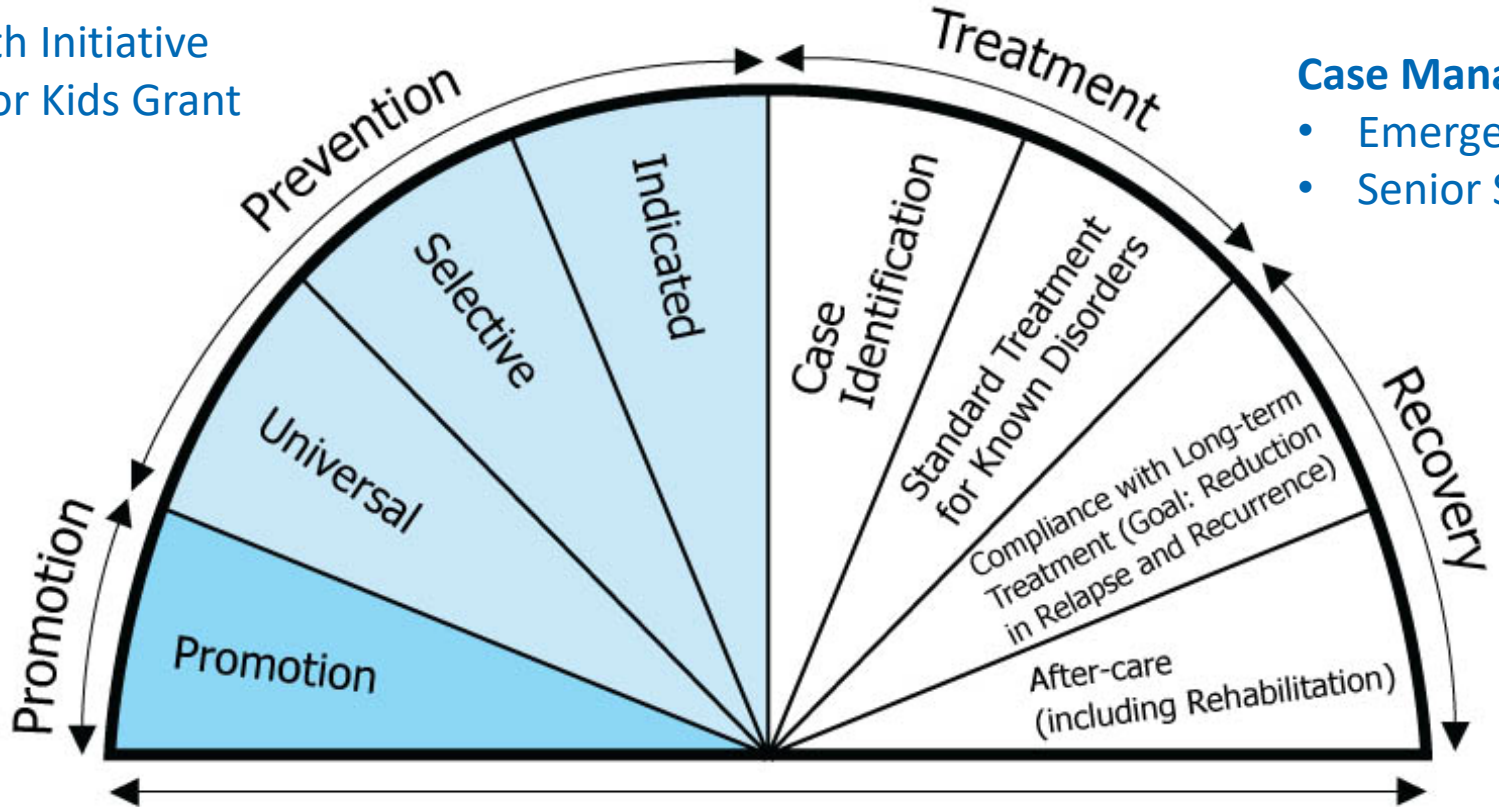 th Initiative
or Kids Grant
Case Mana
• Emerge
• Senior S
Promotion
Prevention
Treatment
Recovery
Promotion
Universal
Selective
Indicated
Case
Identification
Standard Treatment
for Known Disorders
Compliance with Long-term
Treatment (Goal: Reduction
in Relapse and Recurrence)
After-care
(including Rehabilitation)